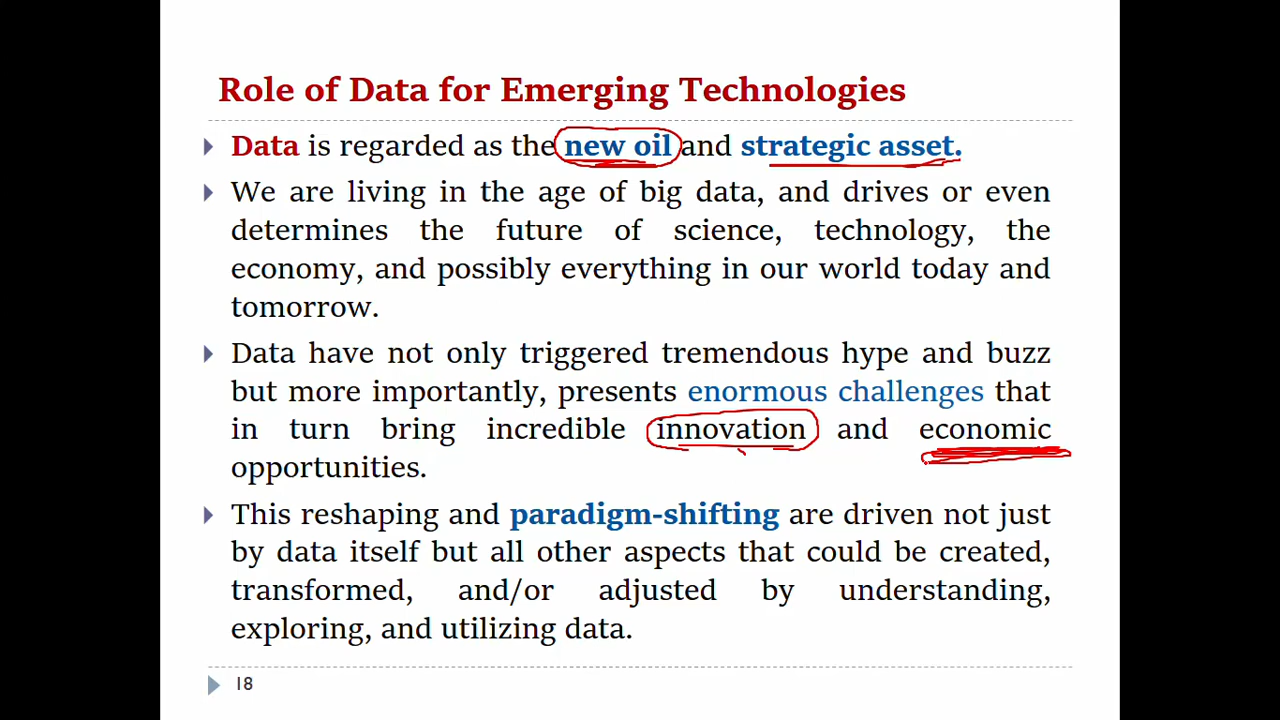 Role of Data for Emerging Technologies
Data is regarded as the new oil and strategic asset.
We are living in the age of big data, and drives or even
determines the future of science, technology, the
economy, and possibly everything in our world today and
tomorrow.
Data have not only triggered tremendous hype and buzz
but more importantly, presents enormous challenges that
in turn bring incredible innovation and economic
opportunities.
This reshaping and paradigm-shifting are driven not just
by data itself but all other aspects that could be created,
transformed, and/or adjusted by understanding,
exploring, and utilizing data.
18